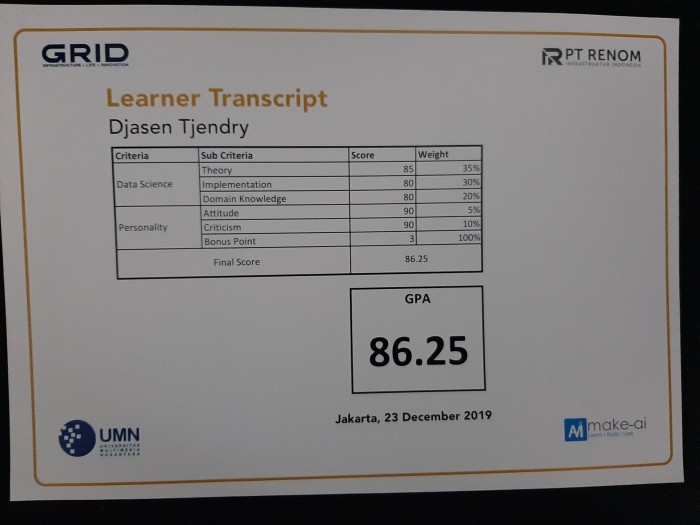 GRID
INFRASTRUCTURE • LIFE • INNOVATION
PT RENOM
INFRASTRUKTUR INDONESIA
Learner Transcript
Djasen Tjendry
Criteria Sub Criteria Score Weight
Data Science Theory 85 35%
Implementation 80 30%
Domain Knowledge 80 20%
Personality Attitude 90 5%
Criticism 90 10%
Bonus Point 3 100%
Final Score 86.25
GPA
86.25
Jakarta, 23 December 2019
UMN
UNIVERSITAS
MULTIMEDIA
NUSANTARA
AI make-ai